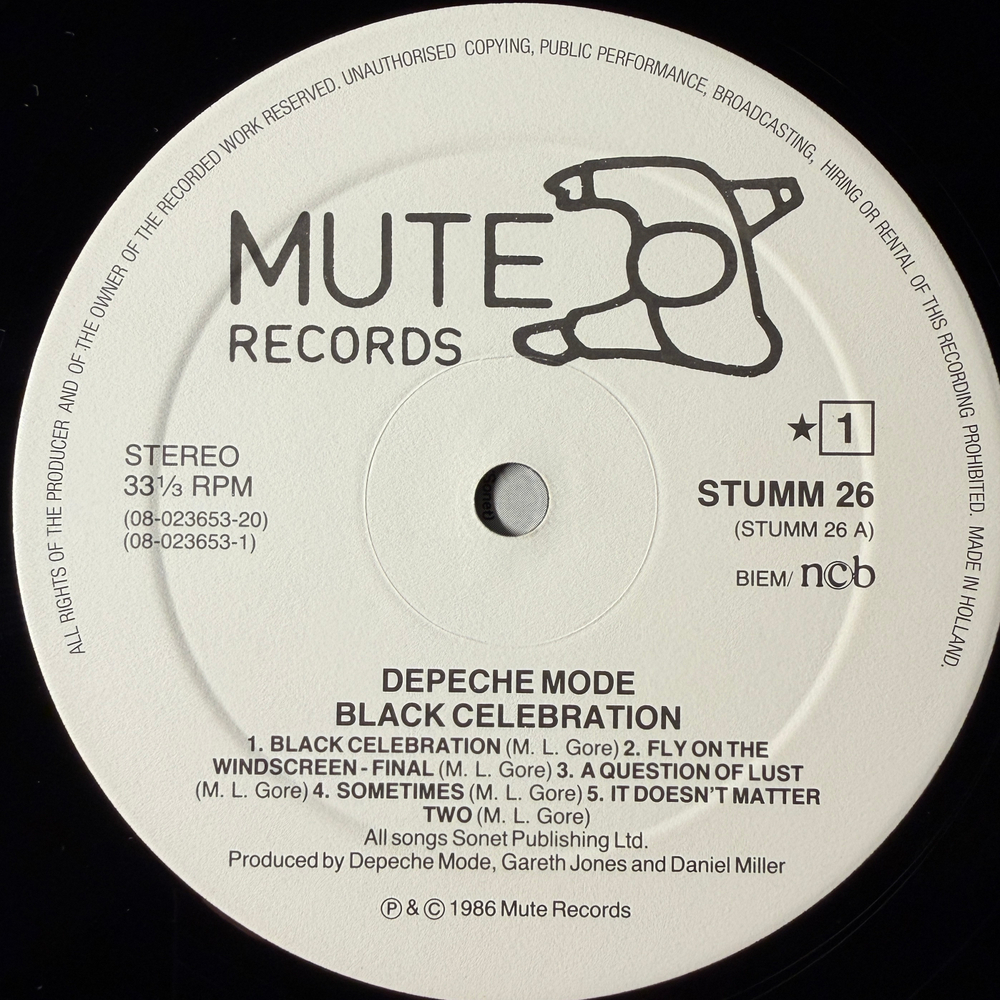 ALL RIGHTS OF THE PRODUCER AND OF THE OWNER OF THE RECORDED WORK RESERVED. UNAUTHORISED COPYING, PUBLIC PERFORMANCE, BROADCASTING, HIRING OR RENTAL OF THIS RECORDING PROHIBITED. MADE IN HOLLAND.
MUTE
RECORDS
★ 1
STEREO
33⅓ RPM
(08-023653-20)
(08-023653-1)
STUMM 26
(STUMM 26 A)
BIEM/ n©b
DEPECHE MODE
BLACK CELEBRATION
1. BLACK CELEBRATION (M. L. Gore) 2. FLY ON THE
WINDSCREEN - FINAL (M. L. Gore) 3. A QUESTION OF LUST
(M. L. Gore) 4. SOMETIMES (M. L. Gore) 5. IT DOESN'T MATTER
TWO (M. L. Gore)
All songs Sonet Publishing Ltd.
Produced by Depeche Mode, Gareth Jones and Daniel Miller
Ⓟ & © 1986 Mute Records